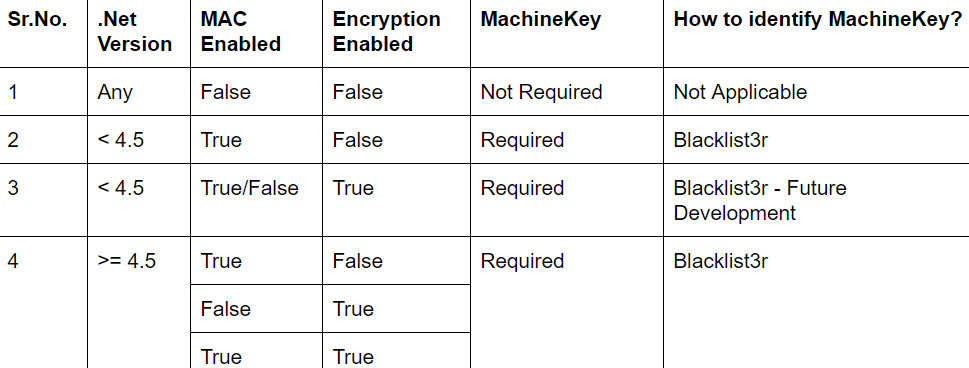 Sr.No. .Net Version MAC Enabled Encryption Enabled MachineKey How to identify MachineKey?
1 Any False False Not Required Not Applicable
2 < 4.5 True False Required Blacklist3r
3 < 4.5 True/False True Required Blacklist3r - Future Development
4 >= 4.5 True False Required Blacklist3r
False True
True True